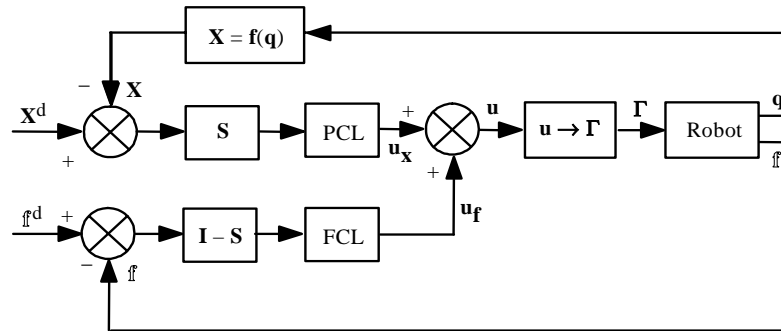 X = f(q)
−
X
X^d
+
S
PCL
+
u_x
u
u → Γ
Γ
Robot
q
𝕗
+
u_f
𝕗^d
+
I – S
FCL
−
𝕗